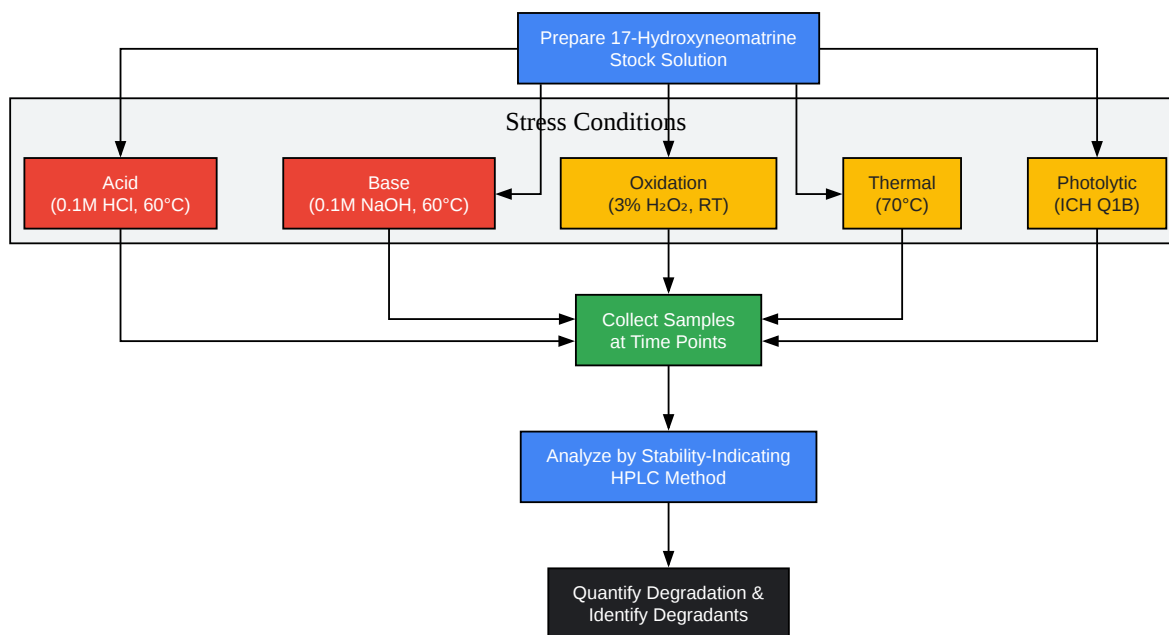 Prepare 17-Hydroxyneomatrine
Stock Solution
Stress Conditions
Acid
(0.1M HCl, 60°C)
Base
(0.1M NaOH, 60°C)
Oxidation
(3% H₂O₂, RT)
Thermal
(70°C)
Photolytic
(ICH Q1B)
Collect Samples
at Time Points
Analyze by Stability-Indicating
HPLC Method
Quantify Degradation &
Identify Degradants